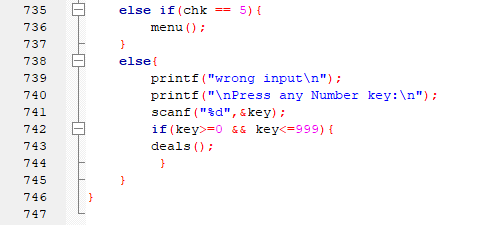 735 else if(chk == 5){
736 menu();
737 }
738 else{
739 printf("wrong input\n");
740 printf("\nPress any Number key:\n");
741 scanf("%d",&key);
742 if(key>=0 && key<=999){
743 deals();
744 }
745 }
746 }
747